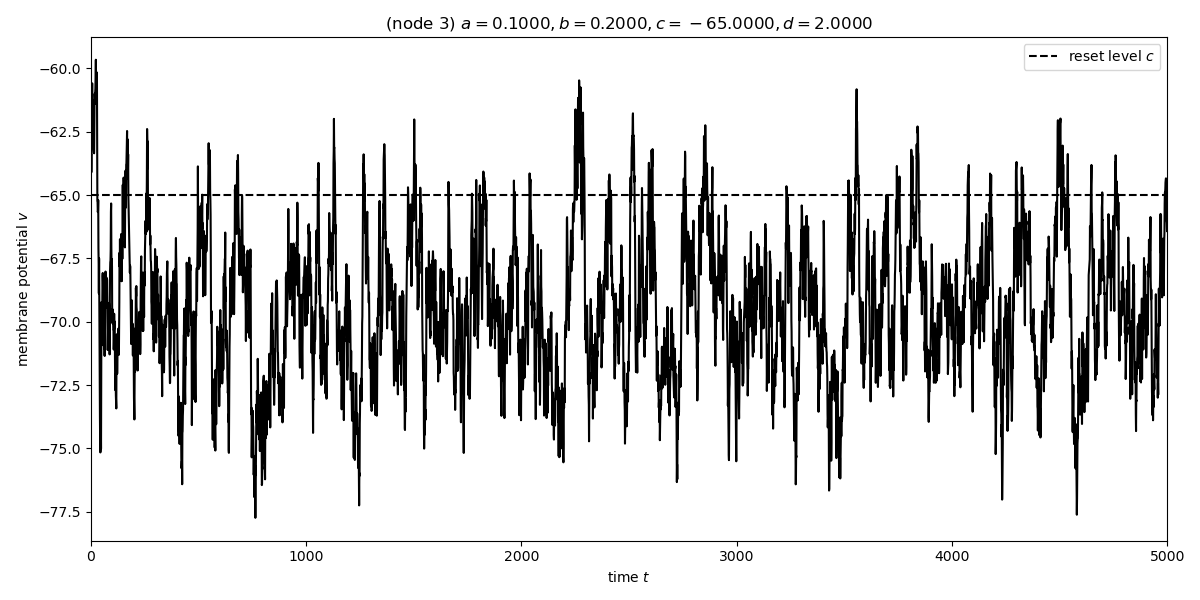 (node 3) a = 0.1000, b = 0.2000, c = −65.0000, d = 2.0000
reset level c
membrane potential v
−60.0
−62.5
−65.0
−67.5
−70.0
−72.5
−75.0
−77.5
0 1000 2000 3000 4000 5000
time t